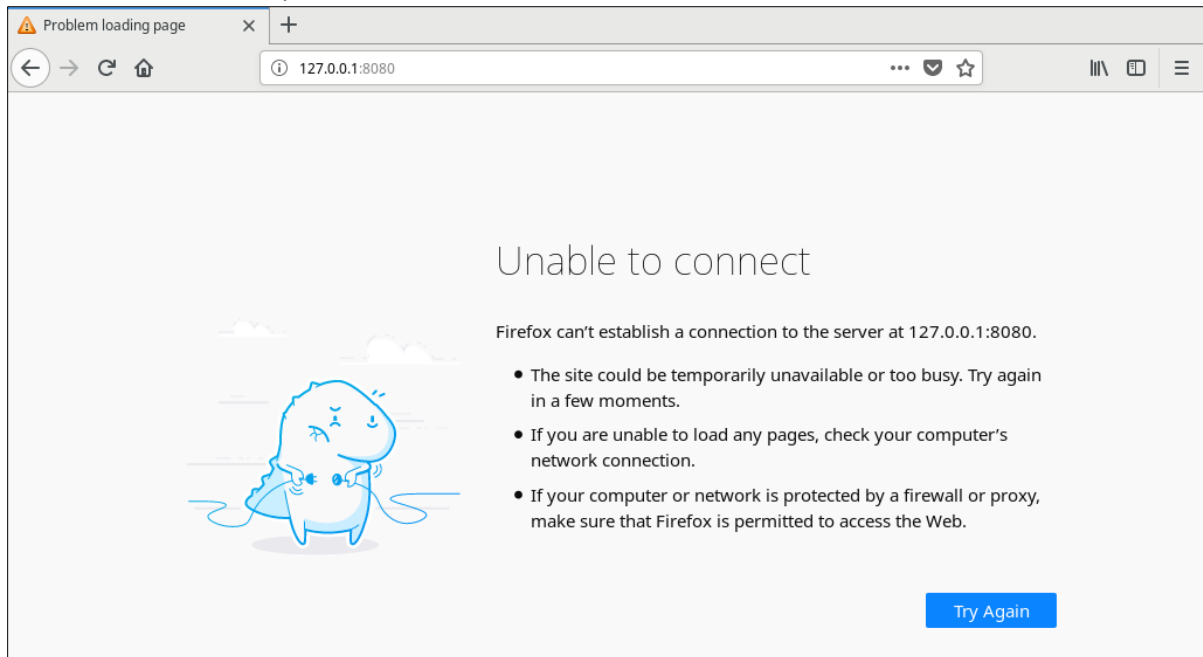 Problem loading page
127.0.0.1:8080
Unable to connect
Firefox can’t establish a connection to the server at 127.0.0.1:8080.
The site could be temporarily unavailable or too busy. Try again
in a few moments.
If you are unable to load any pages, check your computer’s
network connection.
If your computer or network is protected by a firewall or proxy,
make sure that Firefox is permitted to access the Web.
Try Again